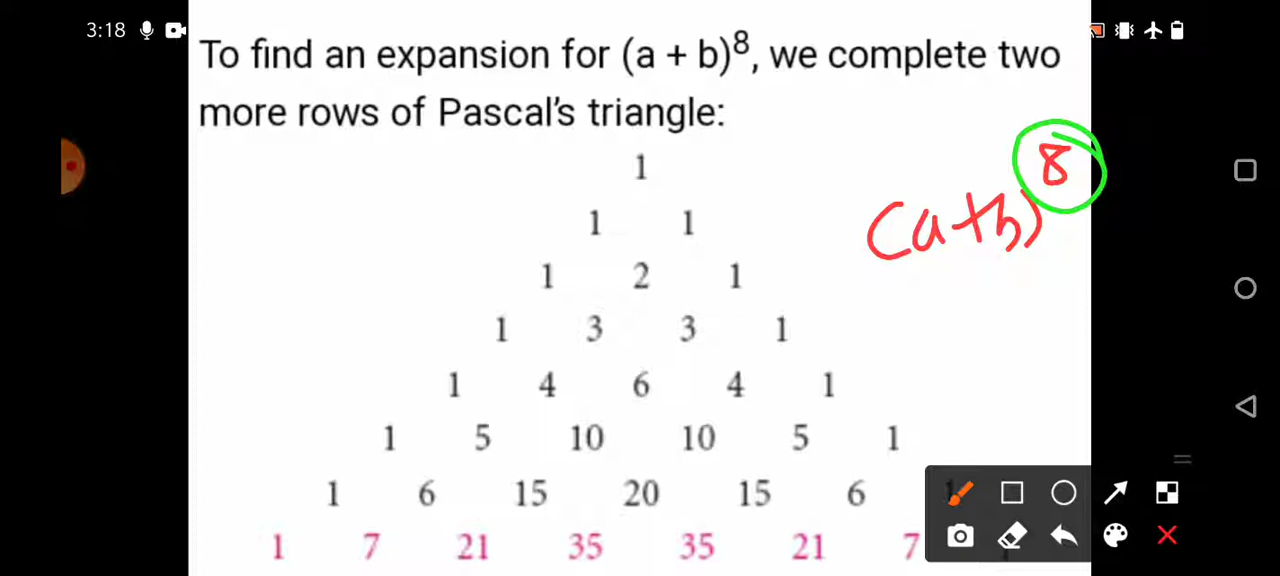 3:18
To find an expansion for (a + b)⁸, we complete two
more rows of Pascal's triangle:
1
1 1
1 2 1
(a+b)⁸
1 3 3 1
1 4 6 4 1
1 5 10 10 5 1
1 6 15 20 15 6
1 7 21 35 35 21 7